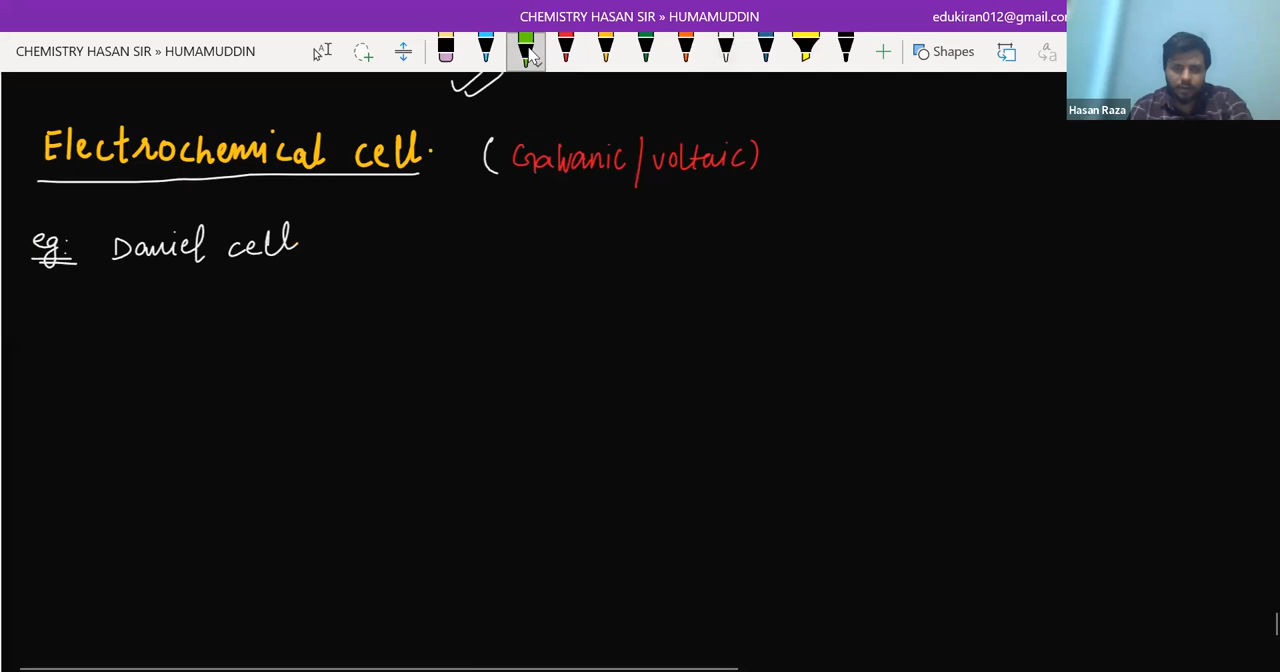 CHEMISTRY HASAN SIR » HUMAMUDDIN
edukiran012@gmail.co
CHEMISTRY HASAN SIR » HUMAMUDDIN
Shapes
Hasan Raza
Electrochemical cell. (Galvanic/voltaic)
eg: Daniel cell